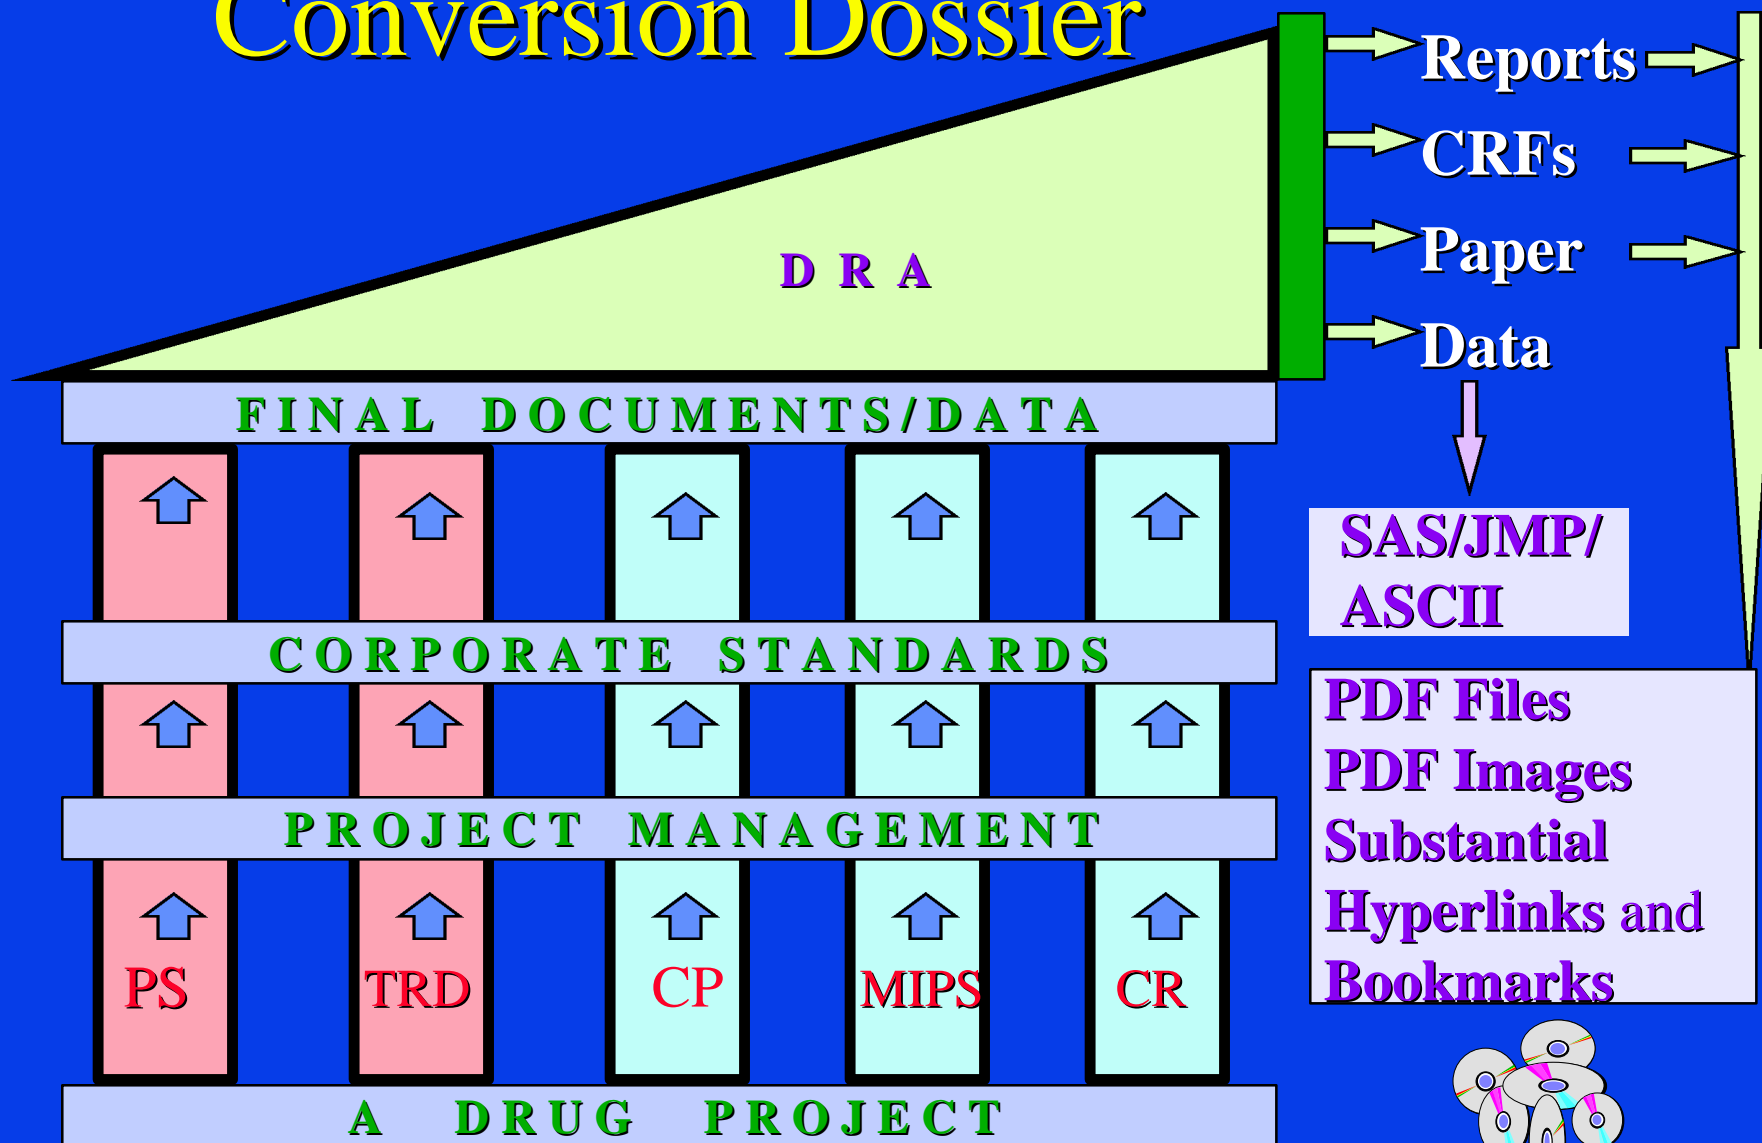 Conversion Dossier
Reports
CRFs
Paper
Data
D R A
FINAL DOCUMENTS/DATA
CORPORATE STANDARDS
PROJECT MANAGEMENT
PS TRD CP MIPS CR
A DRUG PROJECT
SAS/JMP/
ASCII
PDF Files
PDF Images
Substantial
Hyperlinks and
Bookmarks